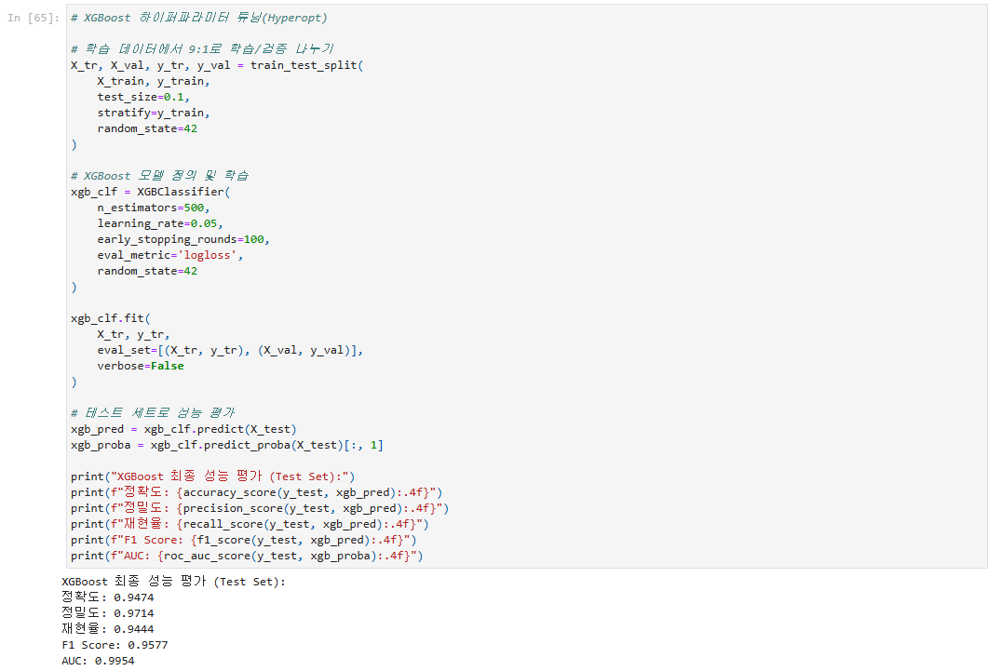 In [65]:
# XGBoost 하이퍼파라미터 튜닝(Hyperopt)
# 학습 데이터에서 9:1로 학습/검증 나누기
X_tr, X_val, y_tr, y_val = train_test_split(
    X_train, y_train,
    test_size=0.1,
    stratify=y_train,
    random_state=42
)
# XGBoost 모델 정의 및 학습
xgb_clf = XGBClassifier(
    n_estimators=500,
    learning_rate=0.05,
    early_stopping_rounds=100,
    eval_metric='logloss',
    random_state=42
)
xgb_clf.fit(
    X_tr, y_tr,
    eval_set=[(X_tr, y_tr), (X_val, y_val)],
    verbose=False
)
# 테스트 세트로 성능 평가
xgb_pred = xgb_clf.predict(X_test)
xgb_proba = xgb_clf.predict_proba(X_test)[:, 1]
print("XGBoost 최종 성능 평가 (Test Set):")
print(f"정확도: {accuracy_score(y_test, xgb_pred):.4f}")
print(f"정밀도: {precision_score(y_test, xgb_pred):.4f}")
print(f"재현율: {recall_score(y_test, xgb_pred):.4f}")
print(f"F1 Score: {f1_score(y_test, xgb_pred):.4f}")
print(f"AUC: {roc_auc_score(y_test, xgb_proba):.4f}")
XGBoost 최종 성능 평가 (Test Set):
정확도: 0.9474
정밀도: 0.9714
재현율: 0.9444
F1 Score: 0.9577
AUC: 0.9954